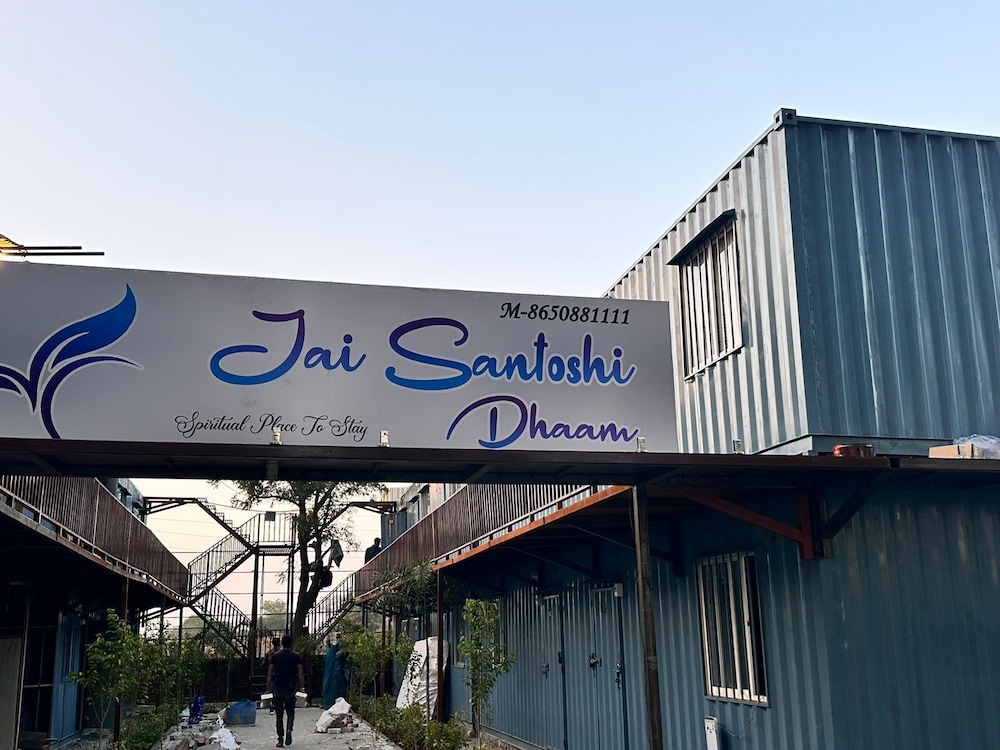 M-8650881111
Jai Santoshi
Dhaam
Spiritual Place To Stay